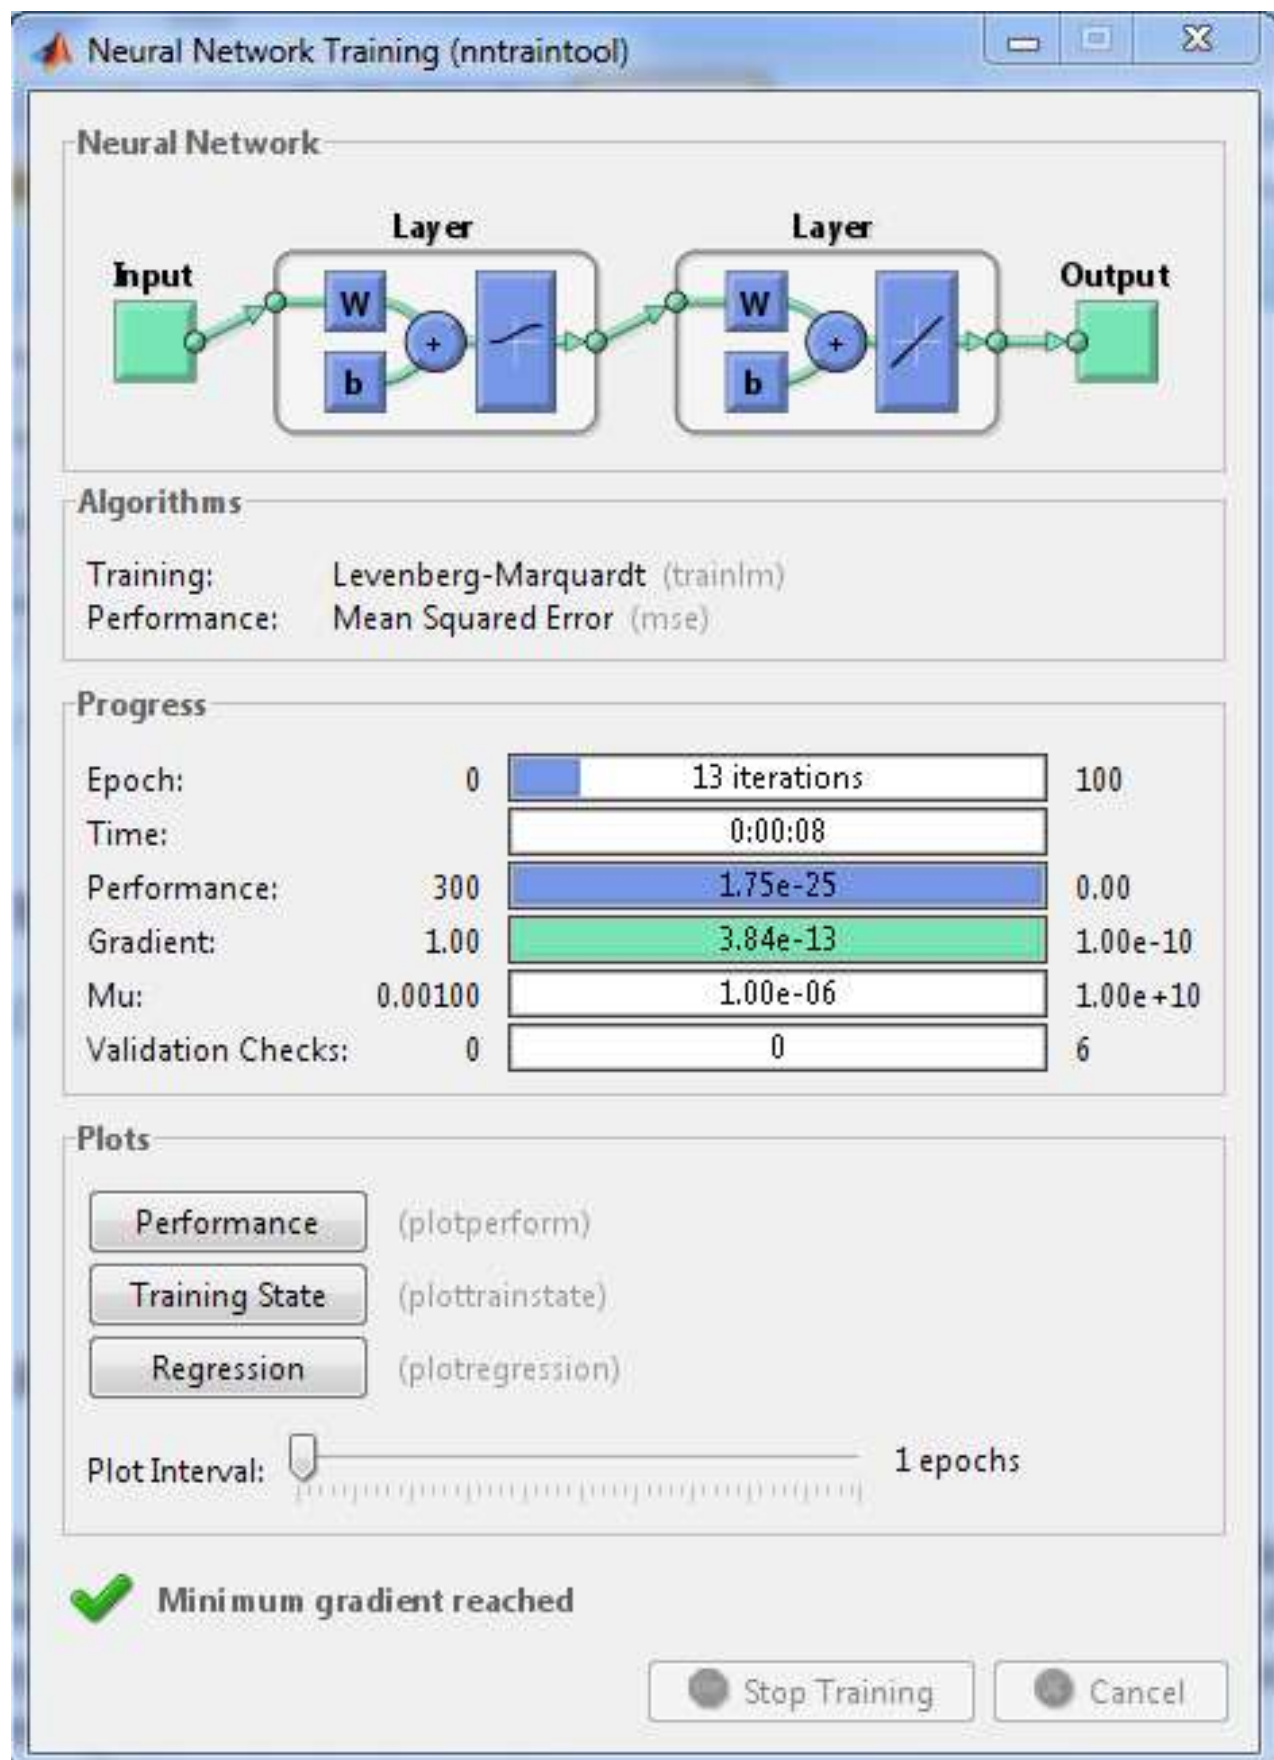 Neural Network Training (nntraintool)
Neural Network
Layer Layer
Input Output
W W
+ +
b b
Algorithms
Training: Levenberg-Marquardt (trainlm)
Performance: Mean Squared Error (mse)
Progress
Epoch: 0 13 iterations 100
Time: 0:00:08
Performance: 300 1.75e-25 0.00
Gradient: 1.00 3.84e-13 1.00e-10
Mu: 0.00100 1.00e-06 1.00e+10
Validation Checks: 0 0 6
Plots
Performance (plotperform)
Training State (plottrainstate)
Regression (plotregression)
Plot Interval: 1 epochs
Minimum gradient reached
Stop Training Cancel